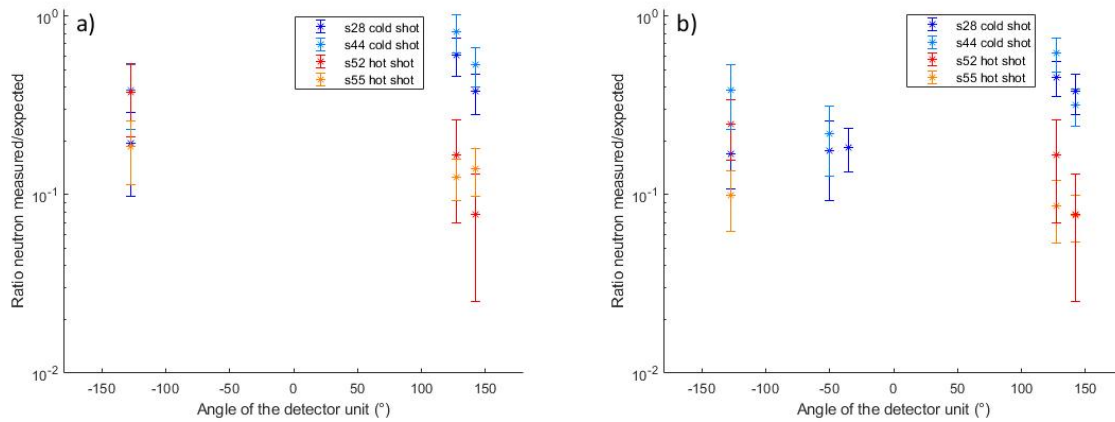 a)
s28 cold shot
s44 cold shot
s52 hot shot
s55 hot shot
Ratio neutron measured/expected
10^0
10^-1
10^-2
-150 -100 -50 0 50 100 150
Angle of the detector unit (°)
b)
s28 cold shot
s44 cold shot
s52 hot shot
s55 hot shot
Ratio neutron measured/expected
10^0
10^-1
10^-2
-150 -100 -50 0 50 100 150
Angle of the detector unit (°)